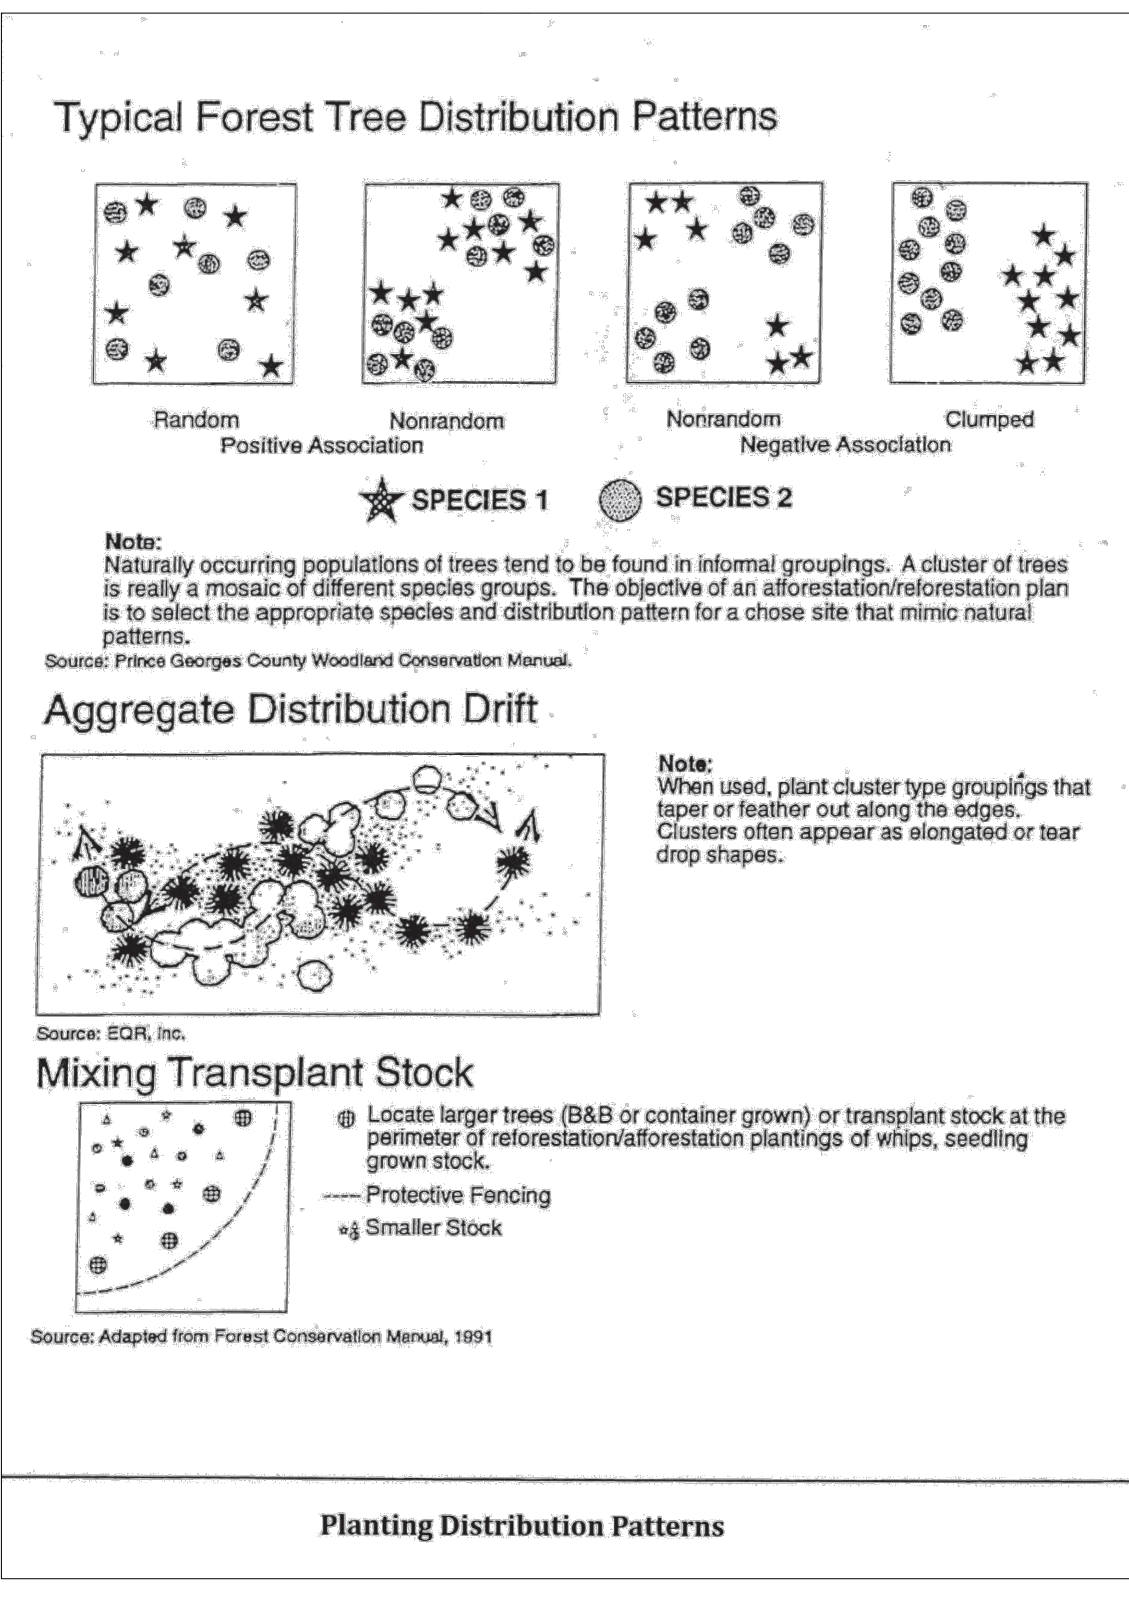 Typical Forest Tree Distribution Patterns
Random
Nonrandom
Nonrandom
Clumped
Positive Association
Negative Association
SPECIES 1
SPECIES 2
Note:
Naturally occurring populations of trees tend to be found in informal groupings. A cluster of trees
is really a mosaic of different species groups. The objective of an afforestation/reforestation plan
is to select the appropriate species and distribution pattern for a chose site that mimic natural
patterns.
Source: Prince Georges County Woodland Conservation Manual.
Aggregate Distribution Drift
Note:
When used, plant cluster type groupings that
taper or feather out along the edges.
Clusters often appear as elongated or tear
drop shapes.
Source: EQR, Inc.
Mixing Transplant Stock
Locate larger trees (B&B or container grown) or transplant stock at the
perimeter of reforestation/afforestation plantings of whips, seedling
grown stock.
Protective Fencing
Smaller Stock
Source: Adapted from Forest Conservation Manual, 1991
Planting Distribution Patterns